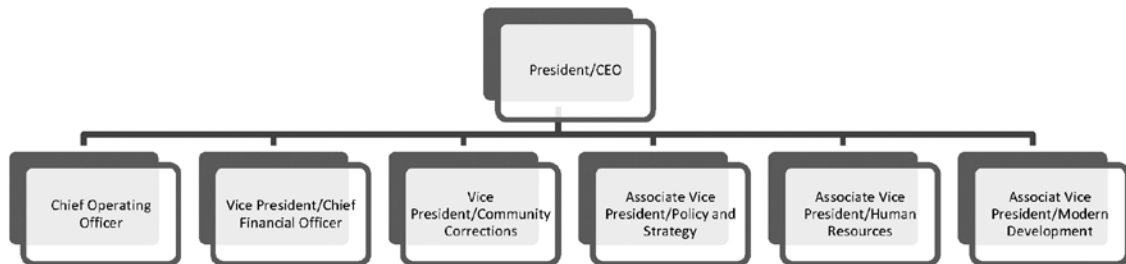 President/CEO
Chief Operating
Officer
Vice President/Chief
Financial Officer
Vice
President/Community
Corrections
Associate Vice
President/Policy and
Strategy
Associate Vice
President/Human
Resources
Associat Vice
President/Modern
Development